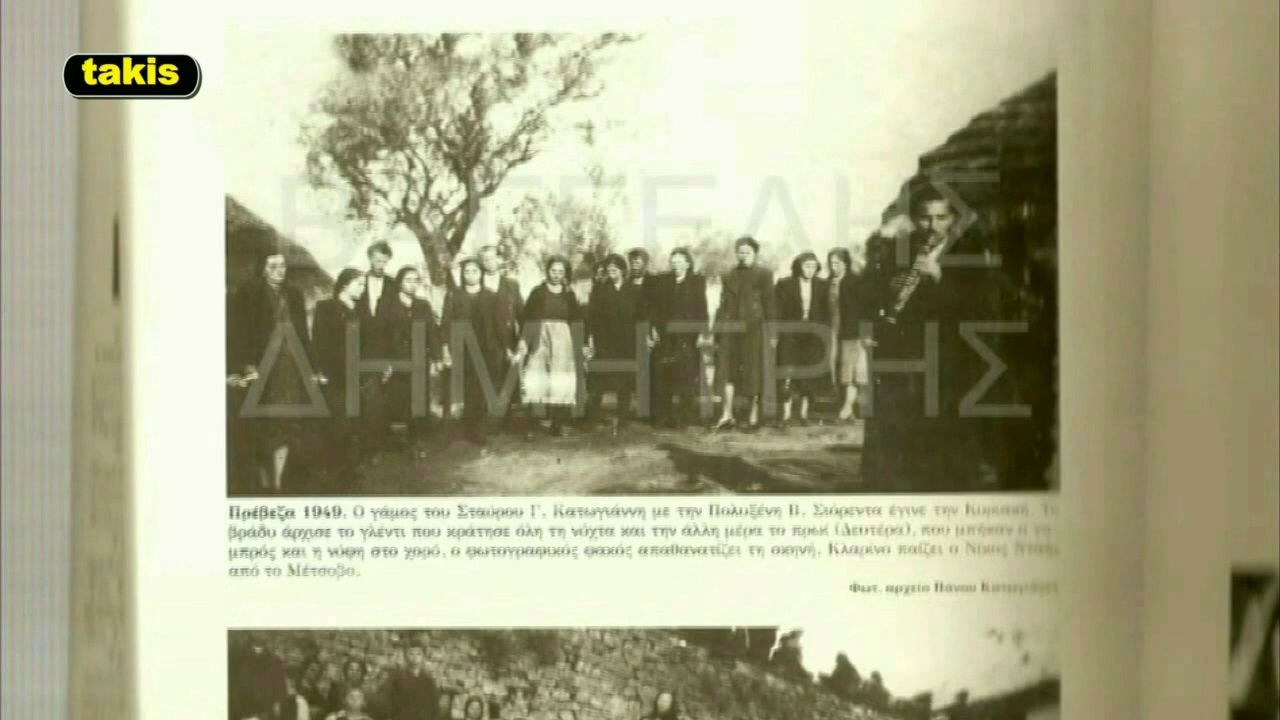 takis
ΔΗΜΗΤΡΗΣ
Πρέβεζα 1949. Ο γάμος του Σταύρου Γ. Κατωγιάννη με την Πολυξένη Β. Σιόρεντα έγινε την Κυριακή. Το
βράδυ άρχισε το γλέντι που κράτησε όλη τη νύχτα και την άλλη μέρα το πρωί (Δευτέρα), που μπήκαν ο
μπρός και η νύφη στο χορό, ο φωτογραφικός φακός απαθανατίζει τη σκηνή. Κλαρίνο παίζει ο Νίκος
από το Μέτσοβο.
Φωτ. αρχείο Πάνου